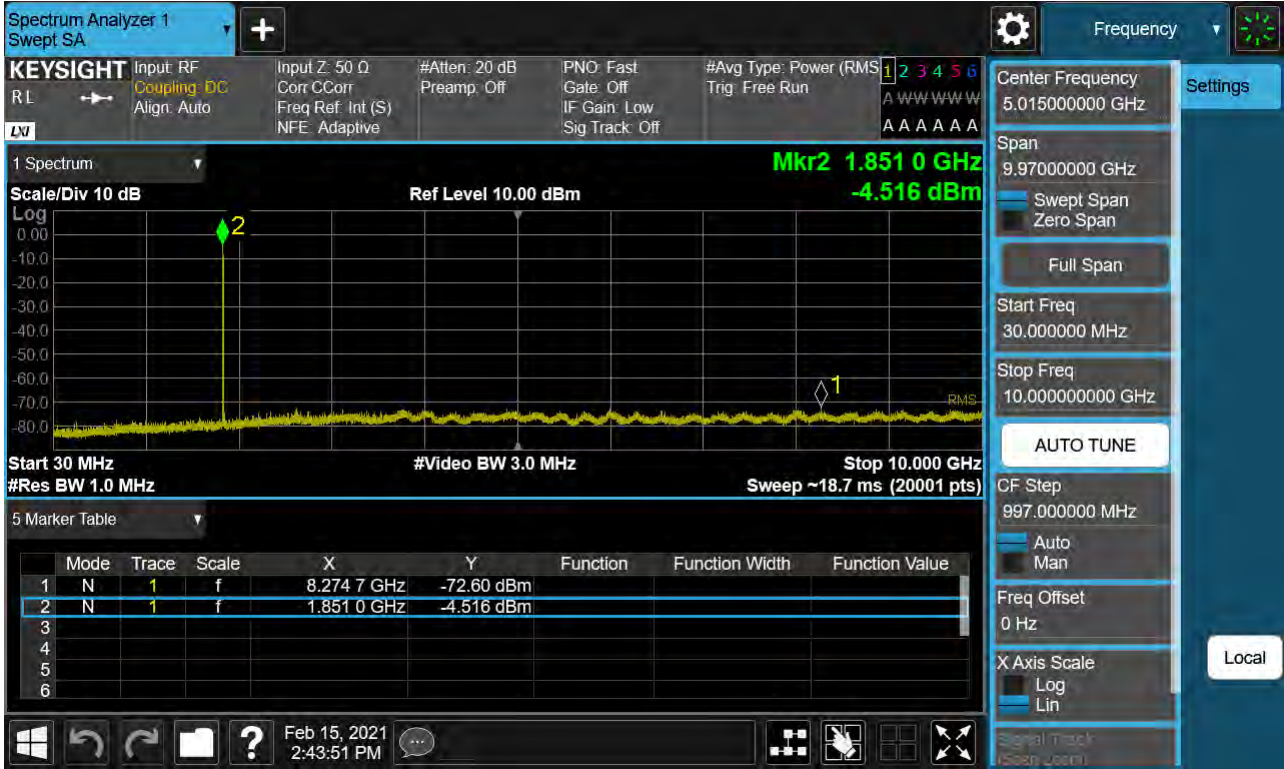 Spectrum Analyzer 1
Swept SA
Frequency
KEYSIGHT
R L
LXI
Input: RF
Coupling: DC
Align: Auto
Input Z: 50 Ω
Corr CCorr
Freq Ref: Int (S)
NFE: Adaptive
#Atten: 20 dB
Preamp: Off
PNO: Fast
Gate: Off
IF Gain: Low
Sig Track: Off
#Avg Type: Power (RMS
Trig: Free Run
1 2 3 4 5 6
A W W W W W
A A A A A A
1 Spectrum
Mkr2 1.851 0 GHz
-4.516 dBm
Scale/Div 10 dB
Ref Level 10.00 dBm
Log
0.00
-10.0
-20.0
-30.0
-40.0
-50.0
-60.0
-70.0
-80.0
2
1
RMS
Start 30 MHz
#Video BW 3.0 MHz
Stop 10.000 GHz
#Res BW 1.0 MHz
Sweep ~18.7 ms (20001 pts)
5 Marker Table
Mode Trace Scale X Y Function Function Width Function Value
1 N 1 f 8.274 7 GHz -72.60 dBm
2 N 1 f 1.851 0 GHz -4.516 dBm
3
4
5
6
Feb 15, 2021
2:43:51 PM
Center Frequency
5.015000000 GHz
Span
9.97000000 GHz
Swept Span
Zero Span
Full Span
Start Freq
30.000000 MHz
Stop Freq
10.000000000 GHz
AUTO TUNE
CF Step
997.000000 MHz
Auto
Man
Freq Offset
0 Hz
X Axis Scale
Log
Lin
Signal Track
(Span Zoom)
Settings
Local